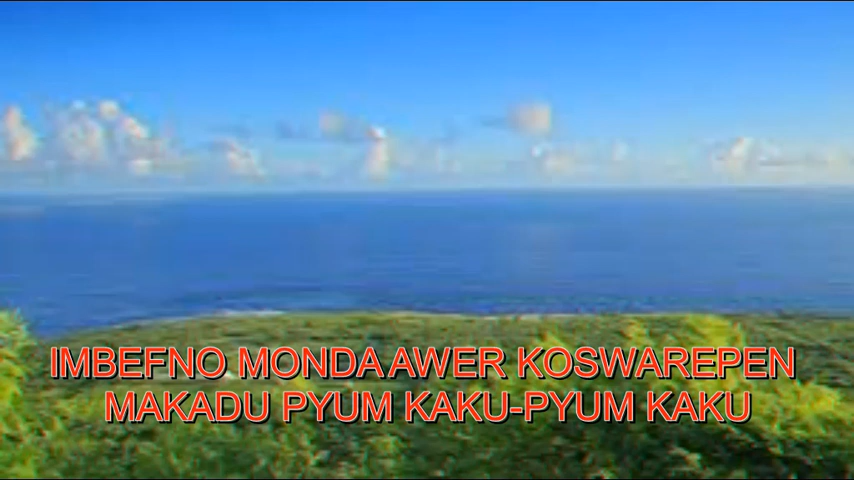 IMBEFNO MONDA AWER KOSWAREPEN
MAKADU PYUM KAKU-PYUM KAKU